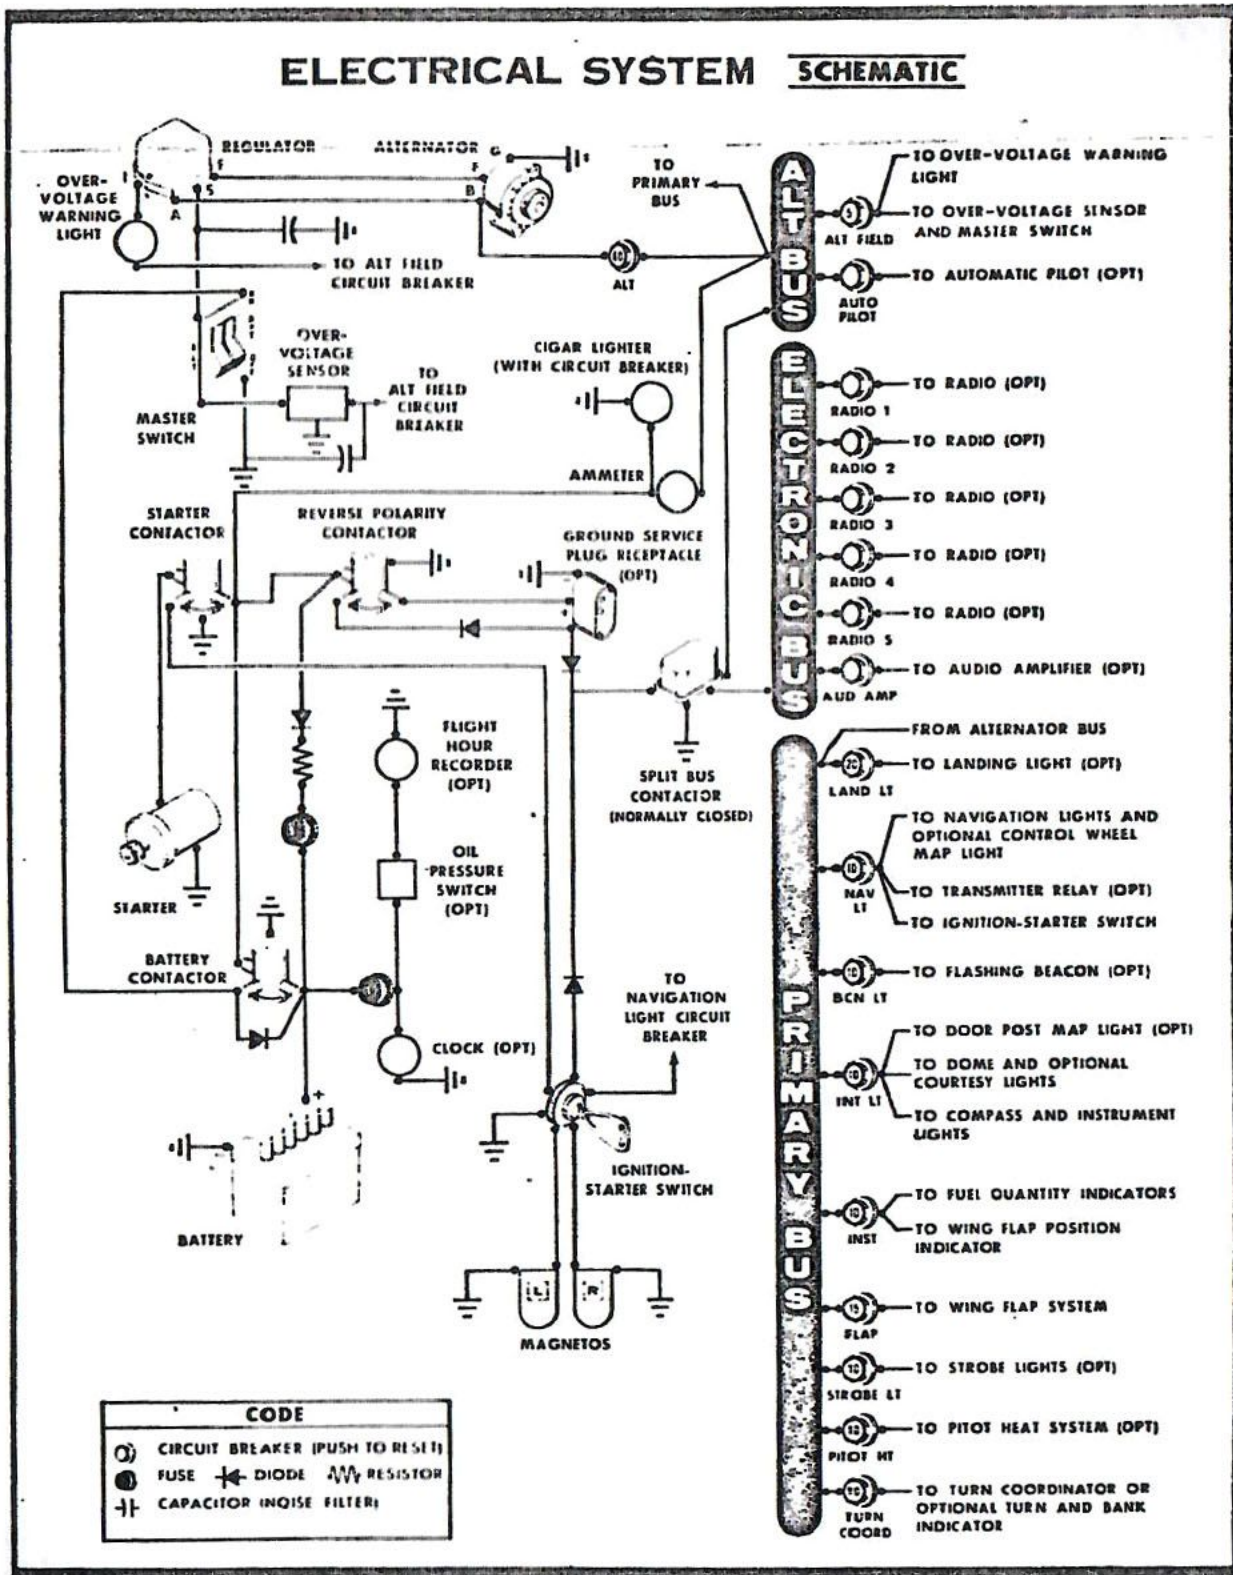 ELECTRICAL SYSTEM SCHEMATIC
REGULATOR
ALTERNATOR
G
F
F
B
I
S
A
OVER-
VOLTAGE
WARNING
LIGHT
TO ALT FIELD
CIRCUIT BREAKER
60
ALT
TO
PRIMARY
BUS
MASTER
SWITCH
OVER-
VOLTAGE
SENSOR
TO
ALT FIELD
CIRCUIT
BREAKER
CIGAR LIGHTER
(WITH CIRCUIT BREAKER)
AMMETER
STARTER
CONTACTOR
REVERSE POLARITY
CONTACTOR
GROUND SERVICE
PLUG RECEPTACLE
(OPT)
STARTER
FLIGHT
HOUR
RECORDER
(OPT)
OIL
PRESSURE
SWITCH
(OPT)
SPLIT BUS
CONTACTOR
(NORMALLY CLOSED)
BATTERY
CONTACTOR
CLOCK (OPT)
TO
NAVIGATION
LIGHT CIRCUIT
BREAKER
+
BATTERY
IGNITION-
STARTER SWITCH
L
R
MAGNETOS
ALT BUS
5
ALT FIELD
TO OVER-VOLTAGE WARNING
LIGHT
TO OVER-VOLTAGE SENSOR
AND MASTER SWITCH
AUTO
PILOT
TO AUTOMATIC PILOT (OPT)
ELECTRONIC BUS
RADIO 1
TO RADIO (OPT)
RADIO 2
TO RADIO (OPT)
RADIO 3
TO RADIO (OPT)
RADIO 4
TO RADIO (OPT)
RADIO 5
TO RADIO (OPT)
AUD AMP
TO AUDIO AMPLIFIER (OPT)
PRIMARY BUS
FROM ALTERNATOR BUS
20
LAND LT
TO LANDING LIGHT (OPT)
10
NAV
LT
TO NAVIGATION LIGHTS AND
OPTIONAL CONTROL WHEEL
MAP LIGHT
TO TRANSMITTER RELAY (OPT)
TO IGNITION-STARTER SWITCH
10
BCN LT
TO FLASHING BEACON (OPT)
10
INT LT
TO DOOR POST MAP LIGHT (OPT)
TO DOME AND OPTIONAL
COURTESY LIGHTS
TO COMPASS AND INSTRUMENT
LIGHTS
10
INST
TO FUEL QUANTITY INDICATORS
TO WING FLAP POSITION
INDICATOR
15
FLAP
TO WING FLAP SYSTEM
10
STROBE LT
TO STROBE LIGHTS (OPT)
10
PITOT HT
TO PITOT HEAT SYSTEM (OPT)
10
TURN
COORD
TO TURN COORDINATOR OR
OPTIONAL TURN AND BANK
INDICATOR
CODE
CIRCUIT BREAKER (PUSH TO RESET)
FUSE DIODE RESISTOR
CAPACITOR (NOISE FILTER)